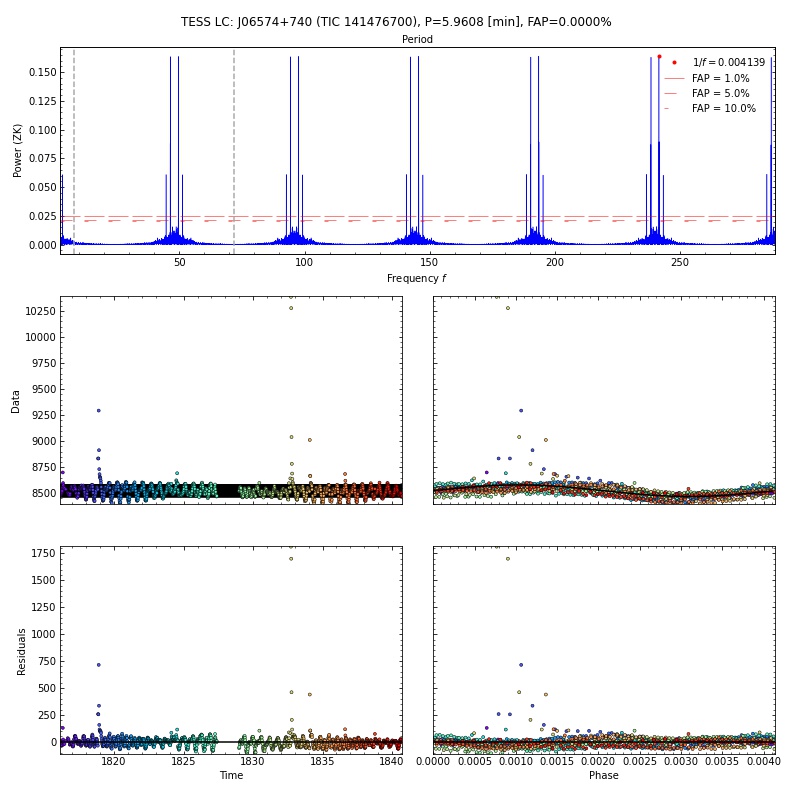 TESS LC: J06574+740 (TIC 141476700), P=5.9608 [min], FAP=0.0000%
Period
Power (ZK)
0.150
0.125
0.100
0.075
0.050
0.025
0.000
1/f = 0.004139
FAP = 1.0%
FAP = 5.0%
FAP = 10.0%
50 100 150 200 250
Frequency f
Data
10250
10000
9750
9500
9250
9000
8750
8500
Residuals
1750
1500
1250
1000
750
500
250
0
1820 1825 1830 1835 1840
Time
0.0000 0.0005 0.0010 0.0015 0.0020 0.0025 0.0030 0.0035 0.0040
Phase